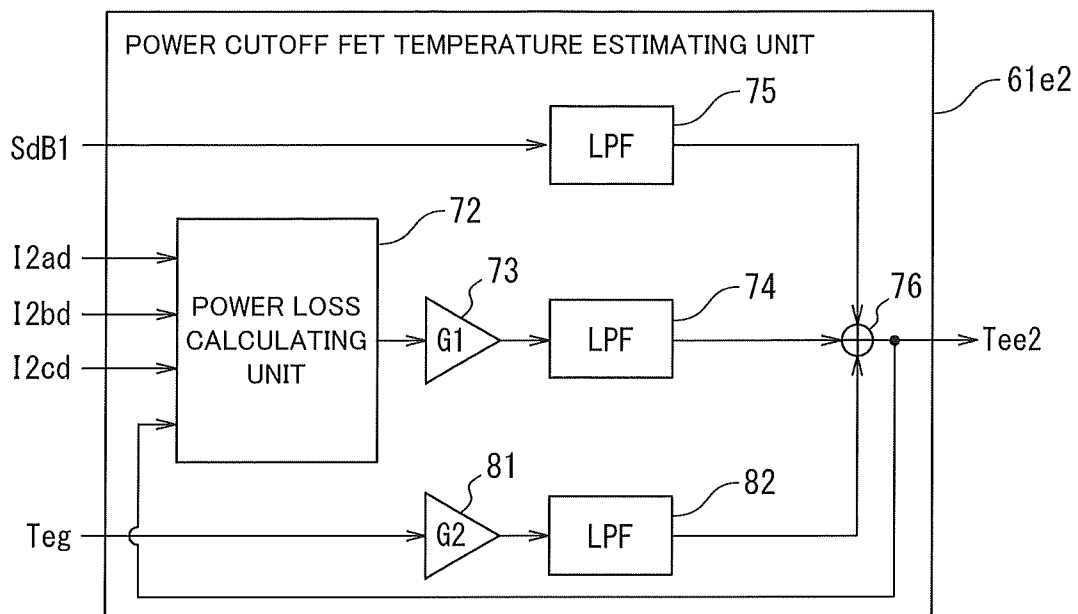 POWER CUTOFF FET TEMPERATURE ESTIMATING UNIT
61e2
75
SdB1
LPF
72
I2ad
73
74
76
I2bd
POWER LOSS
CALCULATING
UNIT
G1
LPF
Tee2
I2cd
81
82
Teg
G2
LPF